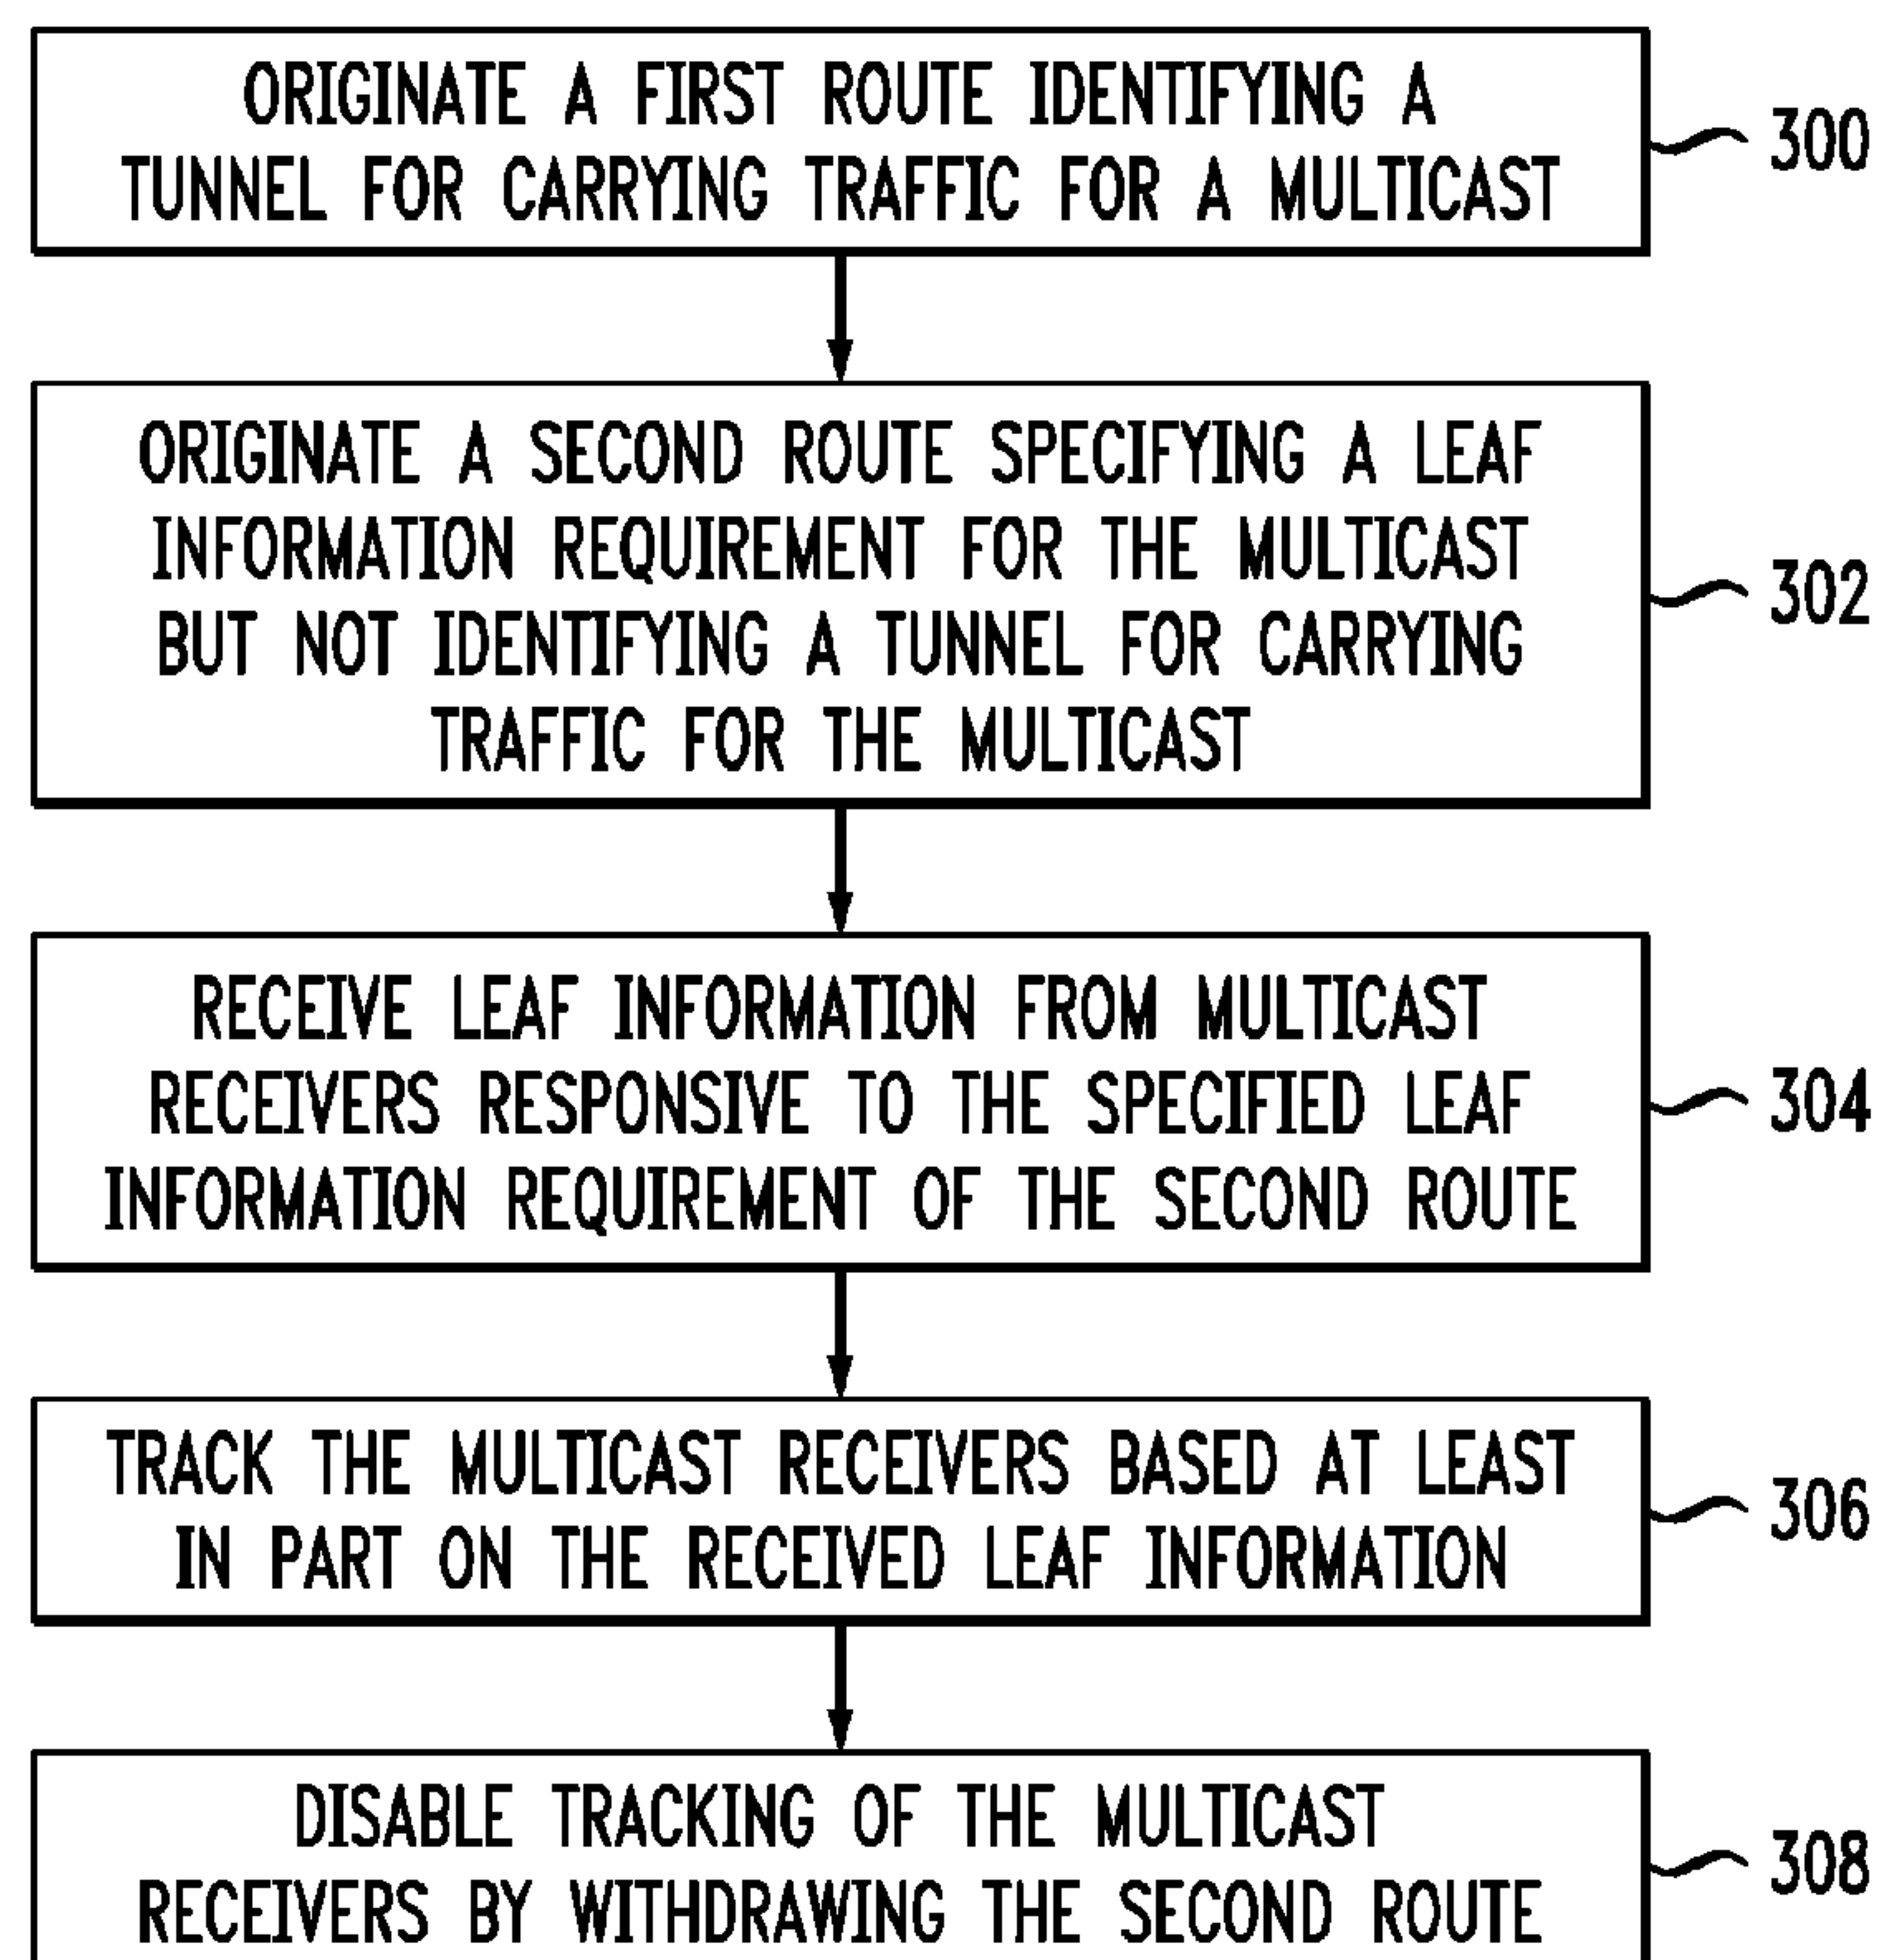 ORIGINATE A FIRST ROUTE IDENTIFYING A
TUNNEL FOR CARRYING TRAFFIC FOR A MULTICAST
300
ORIGINATE A SECOND ROUTE SPECIFYING A LEAF
INFORMATION REQUIREMENT FOR THE MULTICAST
BUT NOT IDENTIFYING A TUNNEL FOR CARRYING
TRAFFIC FOR THE MULTICAST
302
RECEIVE LEAF INFORMATION FROM MULTICAST
RECEIVERS RESPONSIVE TO THE SPECIFIED LEAF
INFORMATION REQUIREMENT OF THE SECOND ROUTE
304
TRACK THE MULTICAST RECEIVERS BASED AT LEAST
IN PART ON THE RECEIVED LEAF INFORMATION
306
DISABLE TRACKING OF THE MULTICAST
RECEIVERS BY WITHDRAWING THE SECOND ROUTE
308